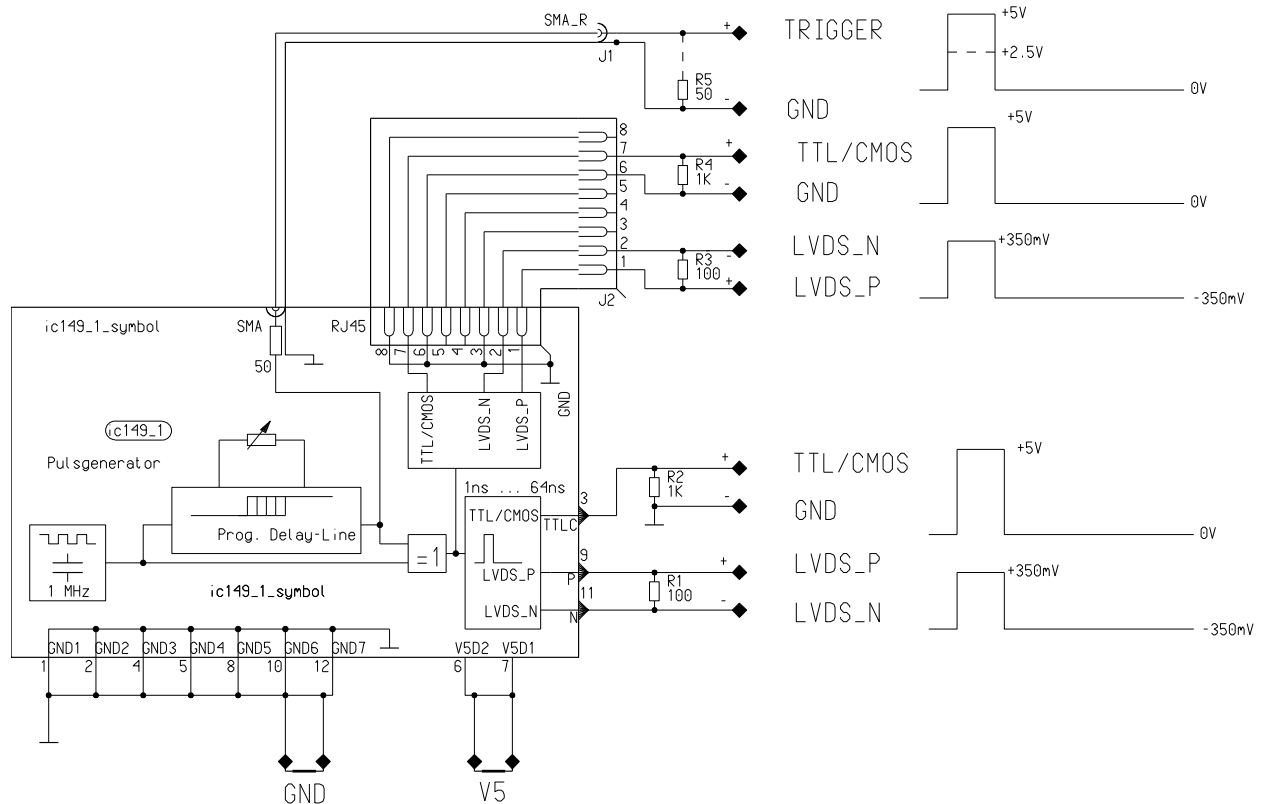 SMA_R
J1
+
TRIGGER
+5V
+2.5V
R5
50
-
GND
0V
8
7
6
5
4
3
2
1
J2
+
TTL/CMOS
+5V
R4
1K
-
GND
0V
LVDS_N
+350mV
R3
100
-
+
LVDS_P
-350mV
ic149_1_symbol
SMA
50
RJ45
8
7
6
5
4
3
2
1
GND
TTL/CMOS
LVDS_N
LVDS_P
ic149_1
Pulsgenerator
Prog. Delay-Line
1 MHz
=1
1ns ... 64ns
TTL/CMOS
LVDS_P
LVDS_N
3
TTLC
9
P
11
N
+
R2
1K
-
TTL/CMOS
GND
+5V
0V
+
R1
100
-
LVDS_P
LVDS_N
+350mV
-350mV
ic149_1_symbol
GND1
GND2
GND3
GND4
GND5
GND6
GND7
V5D2
V5D1
1
2
4
5
8
10
12
6
7
GND
V5